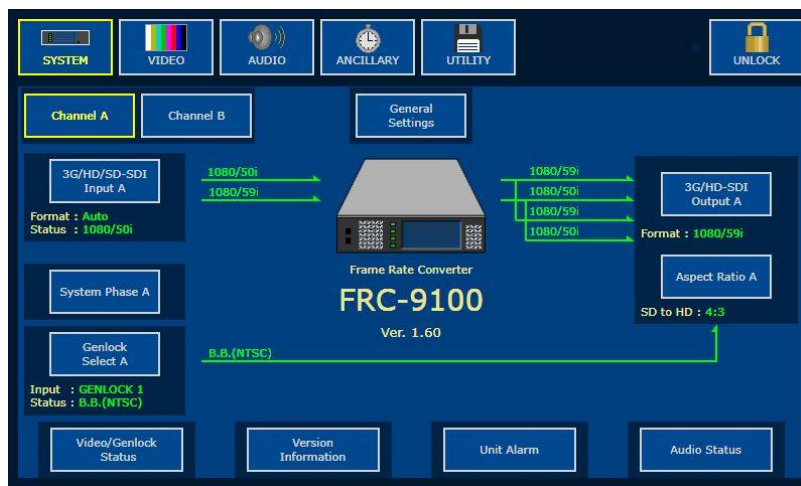 SYSTEM
VIDEO
AUDIO
ANCILLARY
UTILITY
UNLOCK
Channel A
Channel B
General
Settings
3G/HD/SD-SDI
Input A
Format : Auto
Status : 1080/50i
1080/50i
1080/59i
1080/59i
1080/50i
1080/59i
1080/50i
3G/HD-SDI
Output A
Format : 1080/59i
Aspect Ratio A
SD to HD : 4:3
Frame Rate Converter
FRC-9100
Ver. 1.60
System Phase A
Genlock
Select A
Input : GENLOCK 1
Status : B.B.(NTSC)
B.B.(NTSC)
Video/Genlock
Status
Version
Information
Unit Alarm
Audio Status